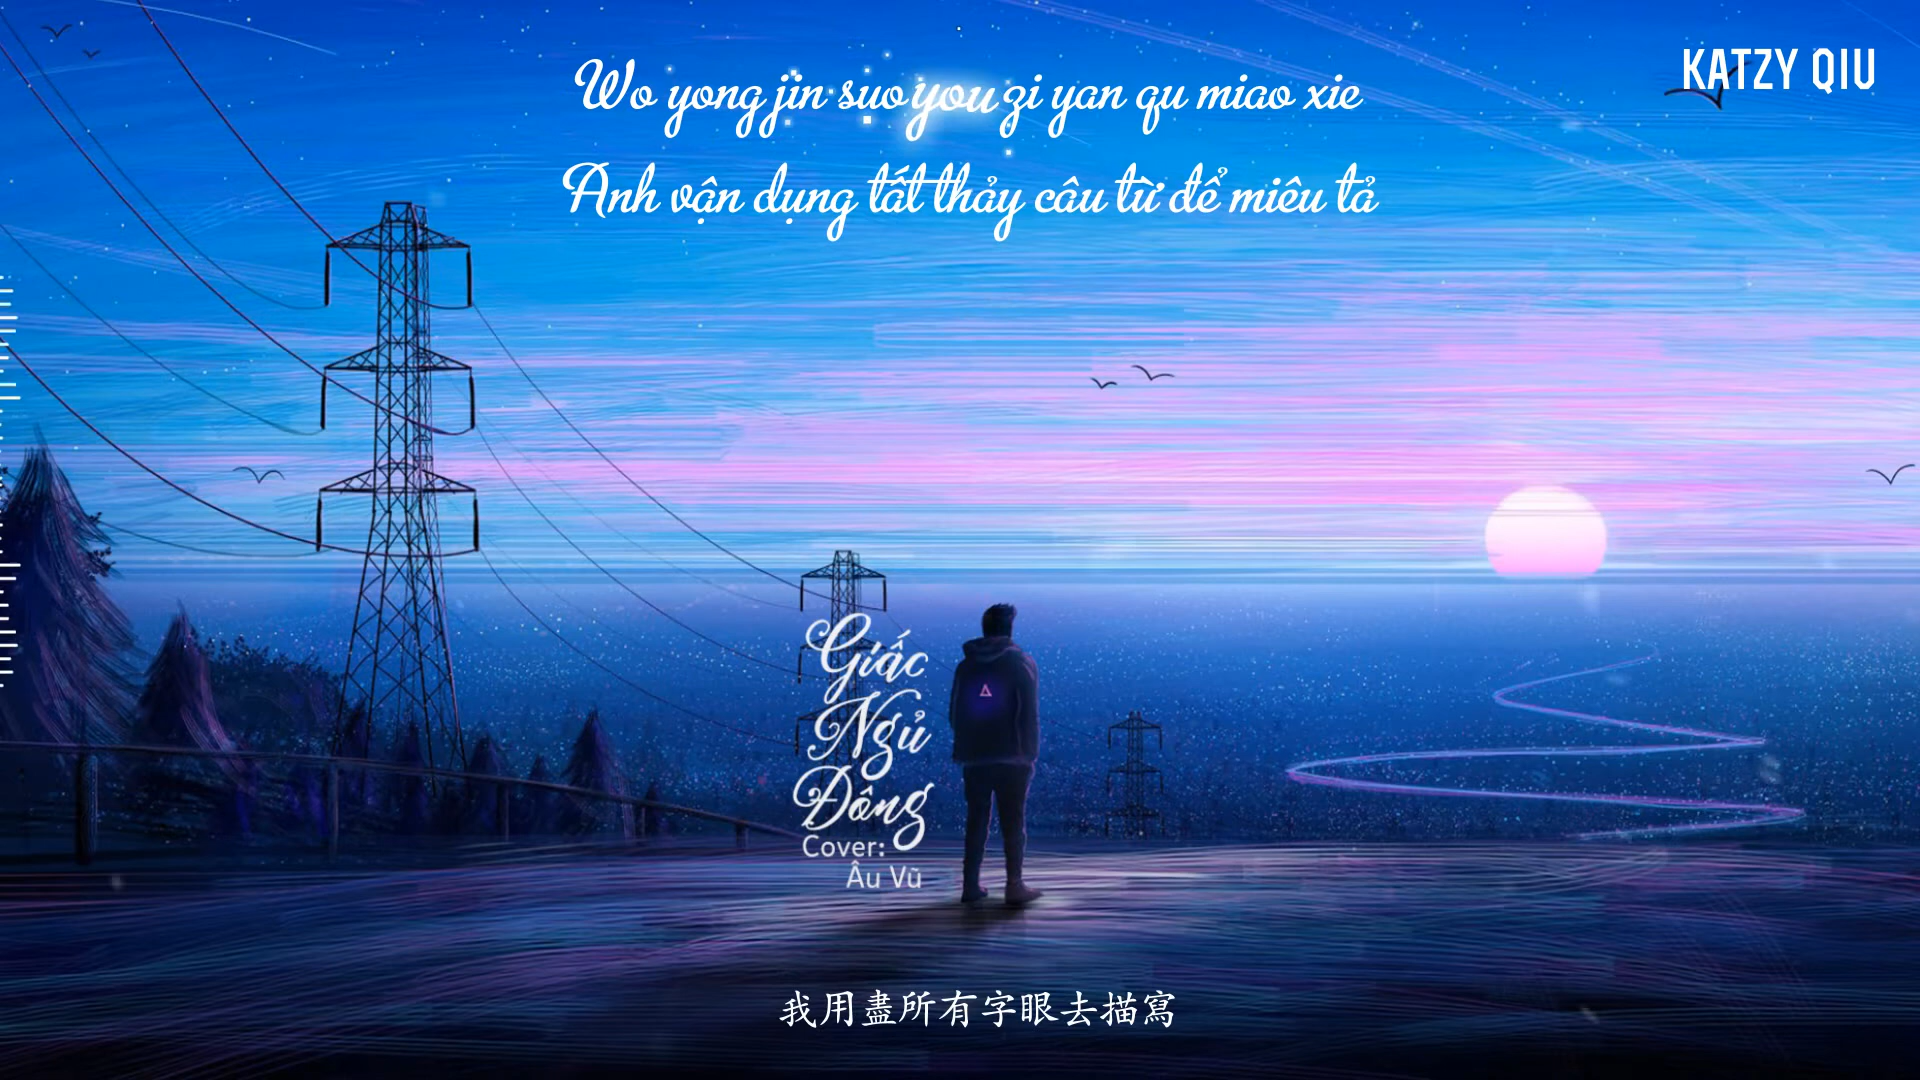 KATZY QIU
Wo yong jin suo you zi yan qu miao xie
Anh vận dụng tất thảy câu từ để miêu tả
Giấc
Ngủ
Đông
Cover:
Âu Vũ
我用盡所有字眼去描寫